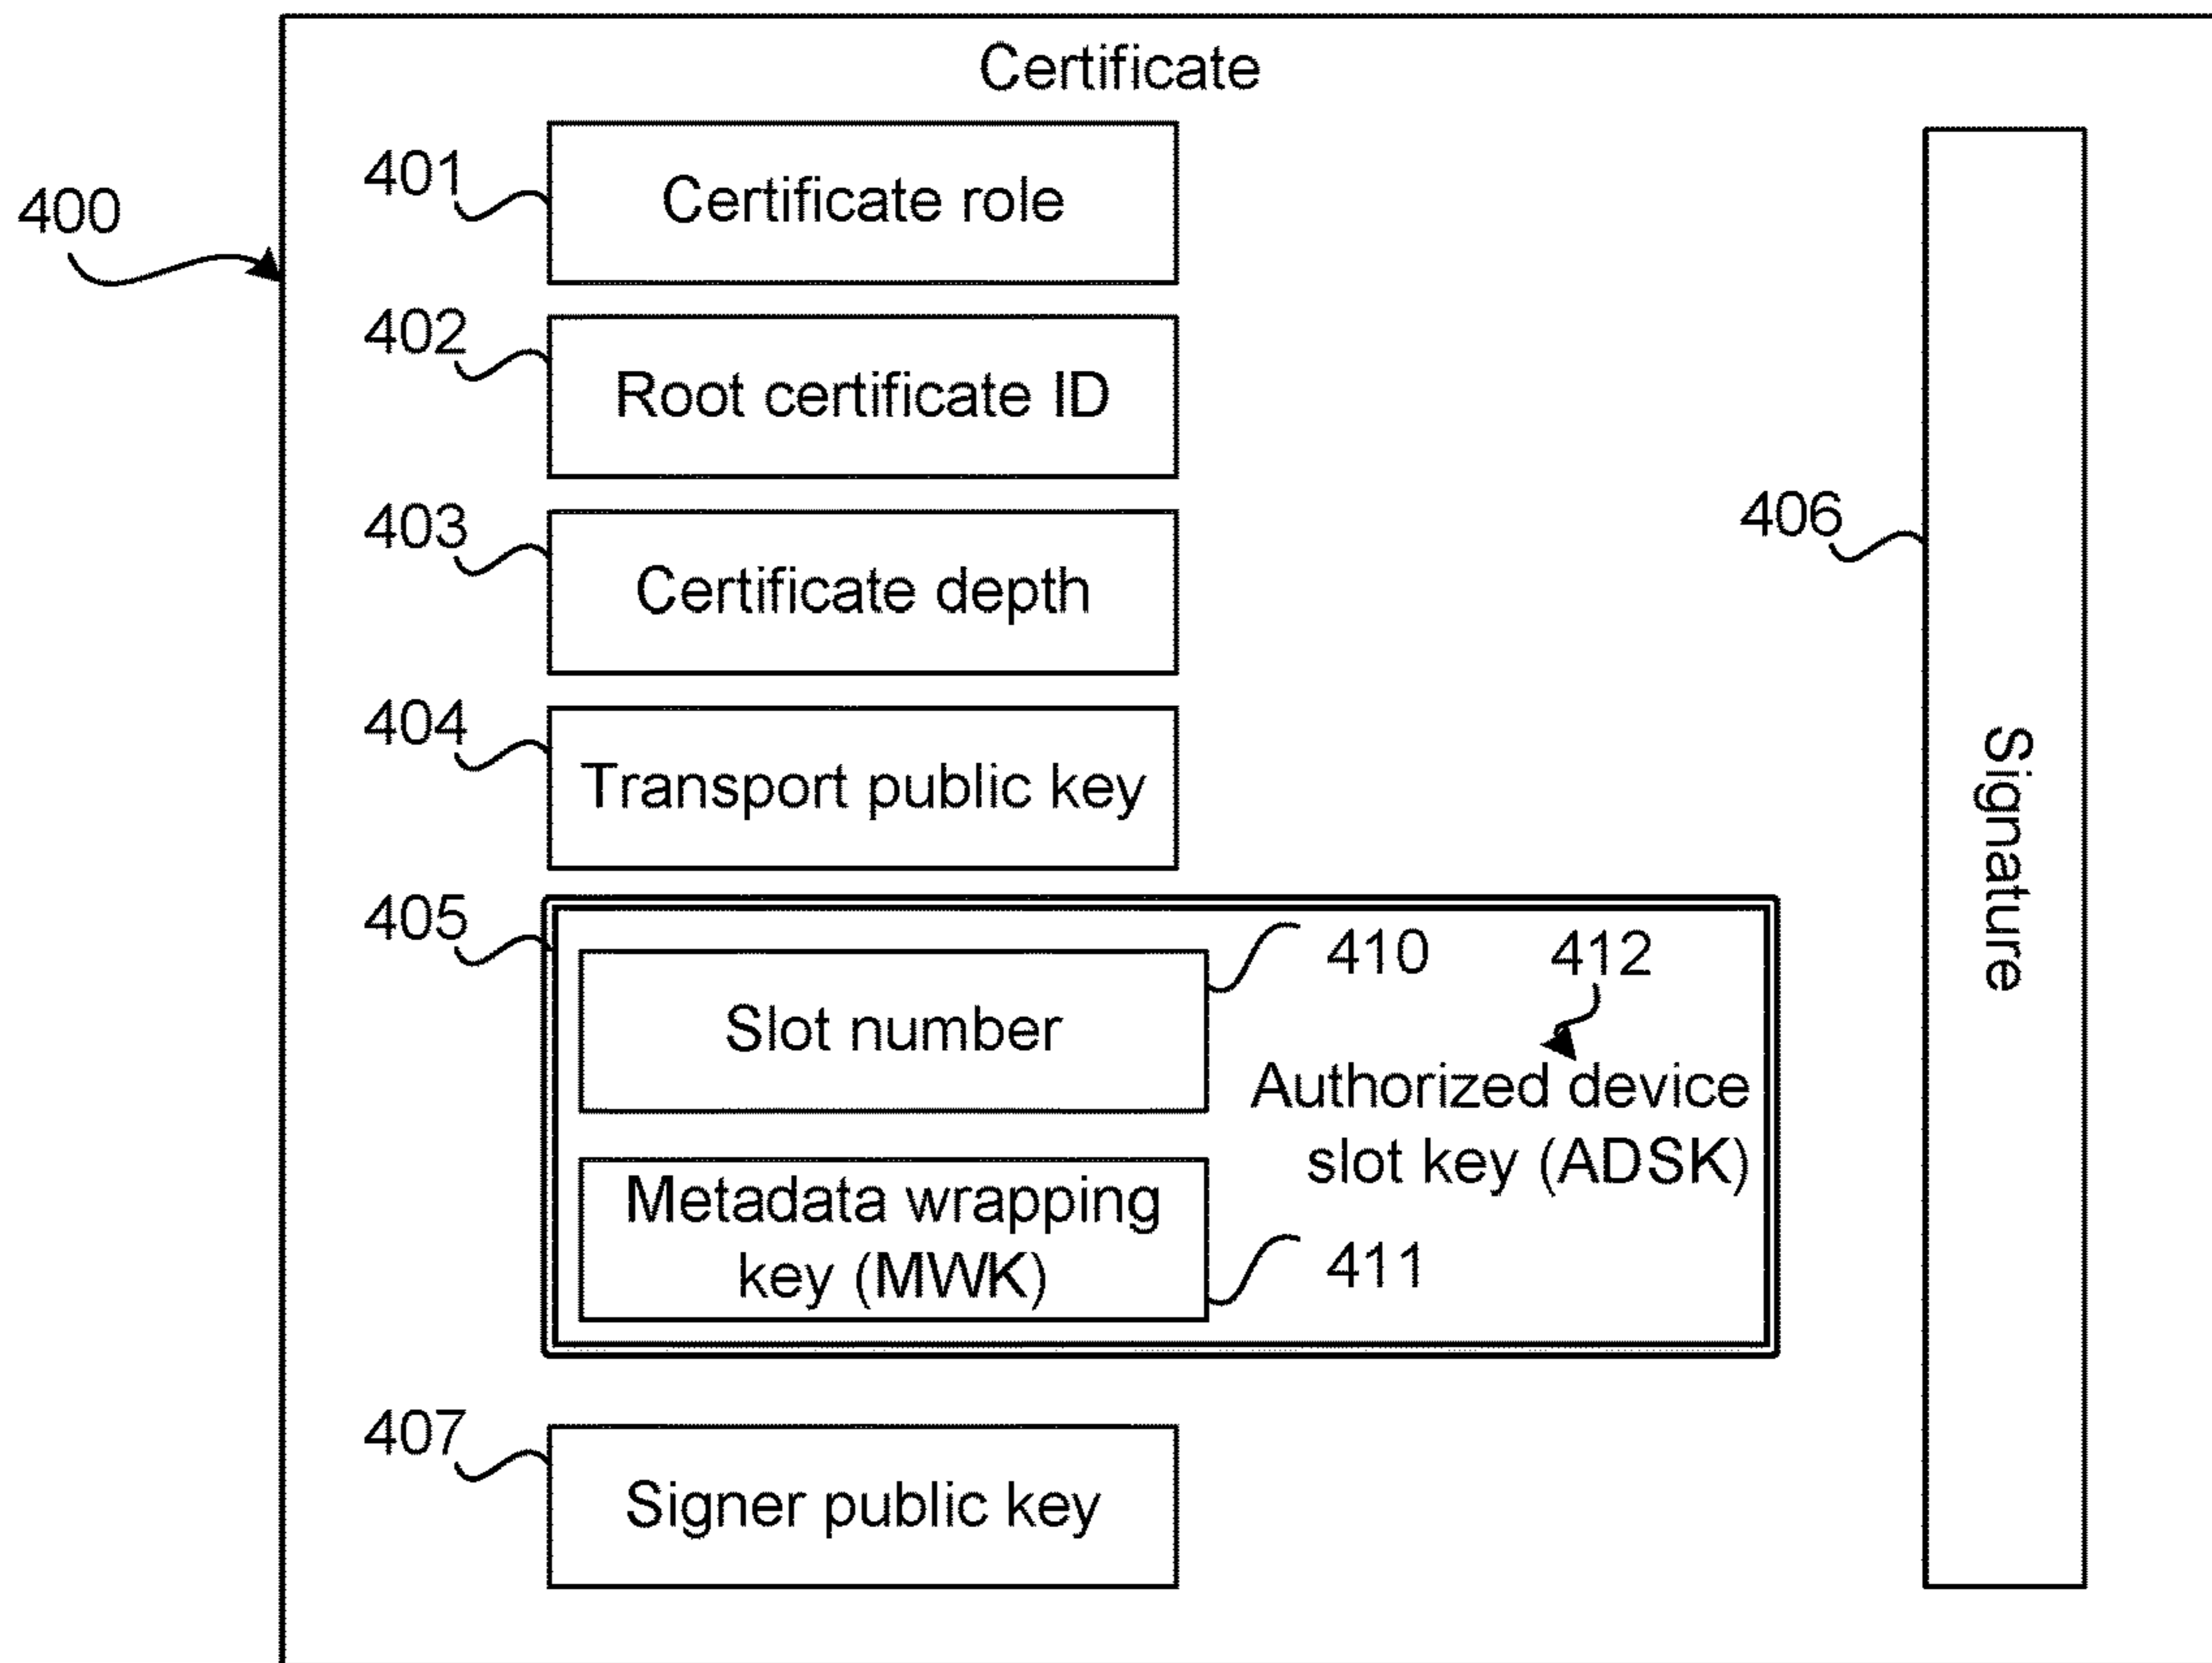 Certificate
400
401
Certificate role
402
Root certificate ID
403
Certificate depth
404
Transport public key
405
410
412
Slot number
Authorized device
slot key (ADSK)
Metadata wrapping
key (MWK)
411
407
Signer public key
406
Signature